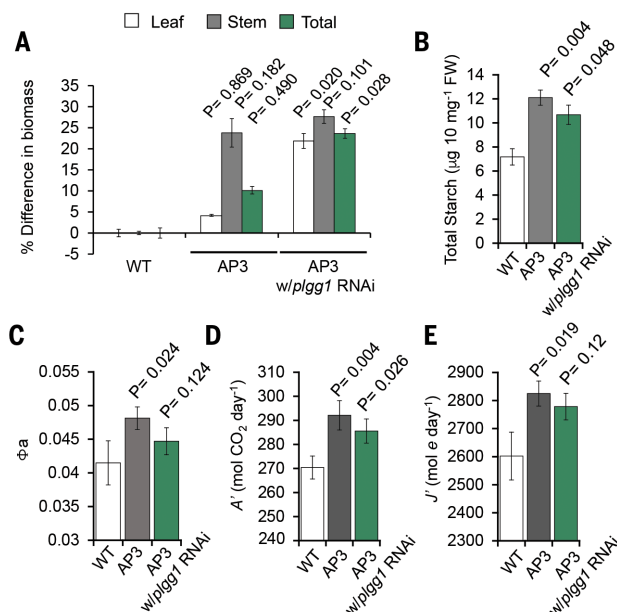 Leaf Stem Total
A
% Difference in biomass
35
30
25
20
15
10
5
0
-5
P= 0.869
P= 0.182
P= 0.490
P= 0.020
P= 0.101
P= 0.028
WT
AP3
AP3
w/plgg1 RNAi
B
Total Starch (µg 10 mg⁻¹ FW)
14
12
10
8
6
4
2
0
P= 0.004
P= 0.048
WT
AP3
AP3
w/plgg1 RNAi
C
Φa
0.055
0.05
0.045
0.04
0.035
0.03
P= 0.024
P= 0.124
WT
AP3
AP3
w/plgg1 RNAi
D
A' (mol CO₂ day⁻¹)
310
300
290
280
270
260
250
240
P= 0.004
P= 0.026
WT
AP3
AP3
w/plgg1 RNAi
E
J' (mol e day⁻¹)
2900
2800
2700
2600
2500
2400
2300
P= 0.019
P= 0.12
WT
AP3
AP3
w/plgg1 RNAi